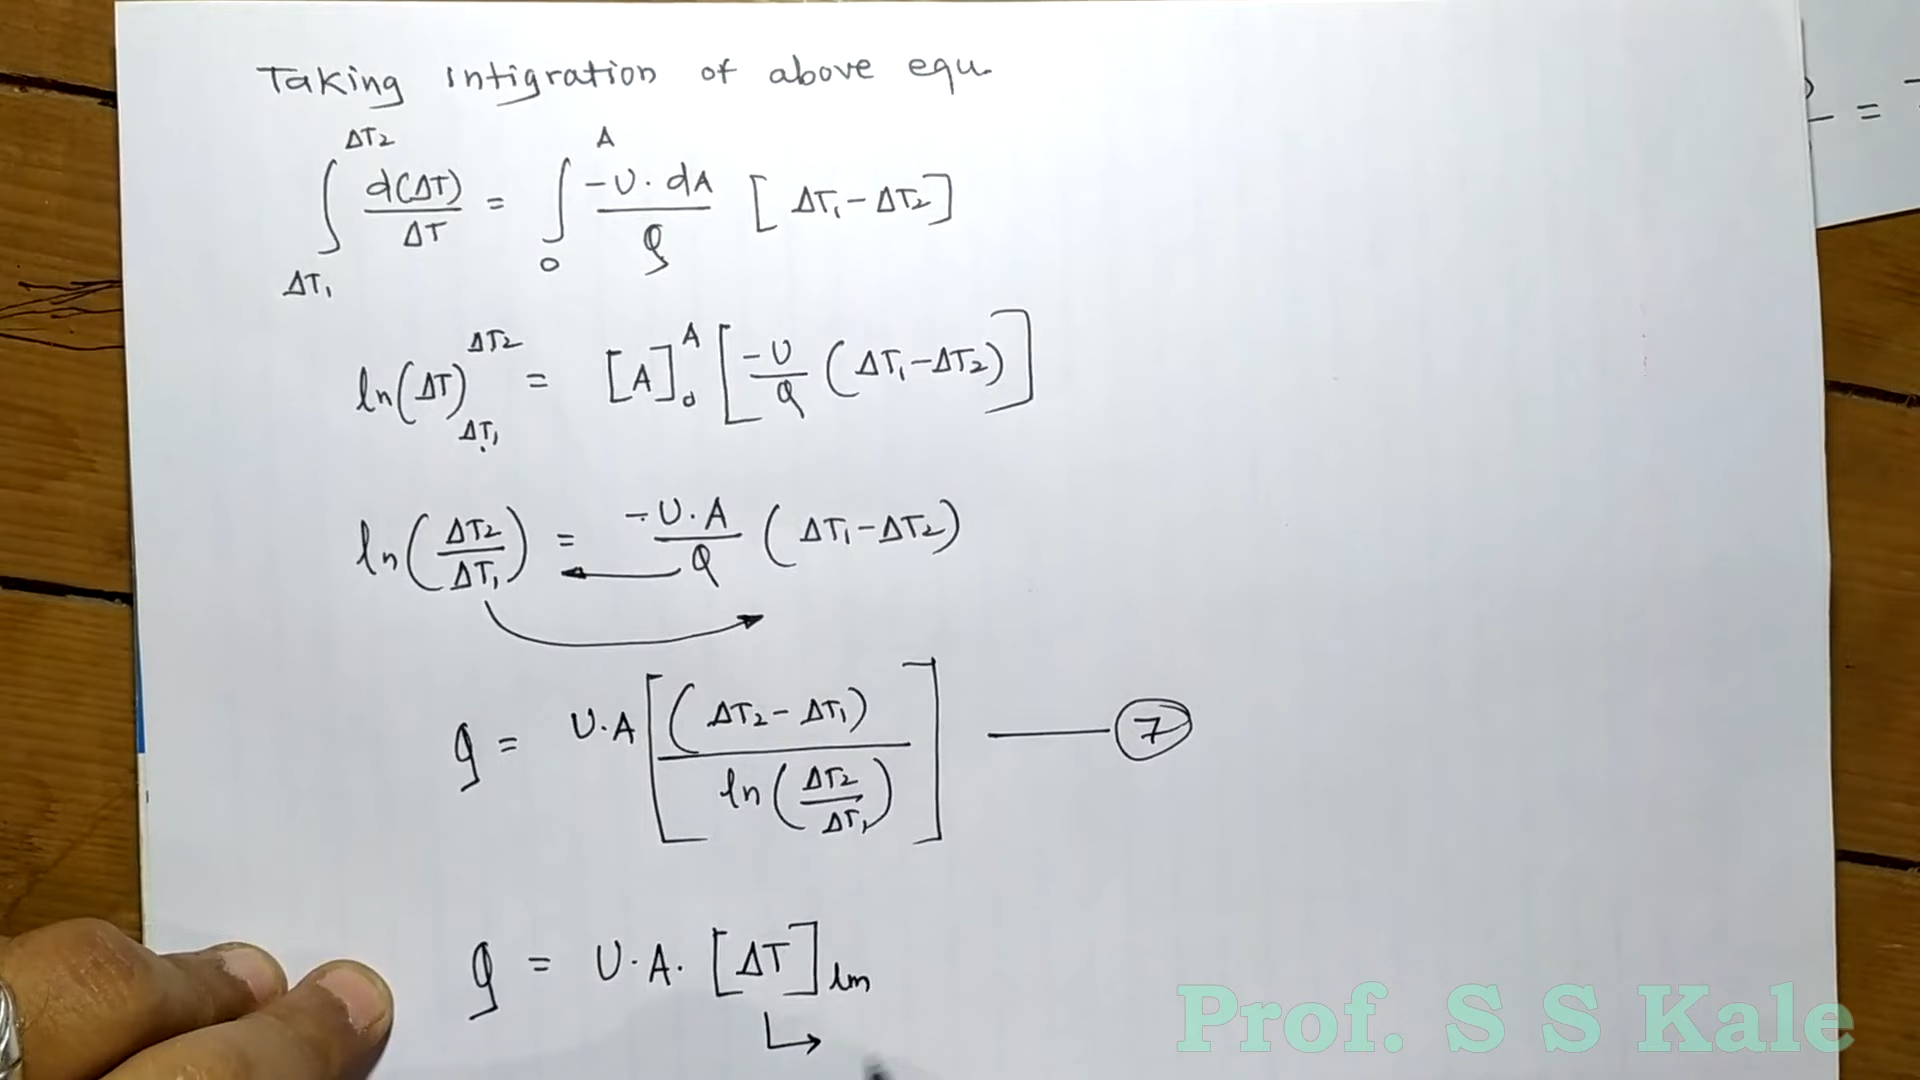 Taking intigration of above equ.
∫_{ΔT₁}^{ΔT₂} d(ΔT)/ΔT = ∫_{0}^{A} -U·dA/Q [ΔT₁-ΔT₂]
ln(ΔT)_{ΔT₁}^{ΔT₂} = [A]_{0}^{A} [-U/Q (ΔT₁-ΔT₂)]
ln(ΔT₂/ΔT₁) = -U·A/Q (ΔT₁-ΔT₂)
Q = U·A [(ΔT₂-ΔT₁)/ln(ΔT₂/ΔT₁)] — 7
Q = U·A·[ΔT]lm
Prof. S S Kale